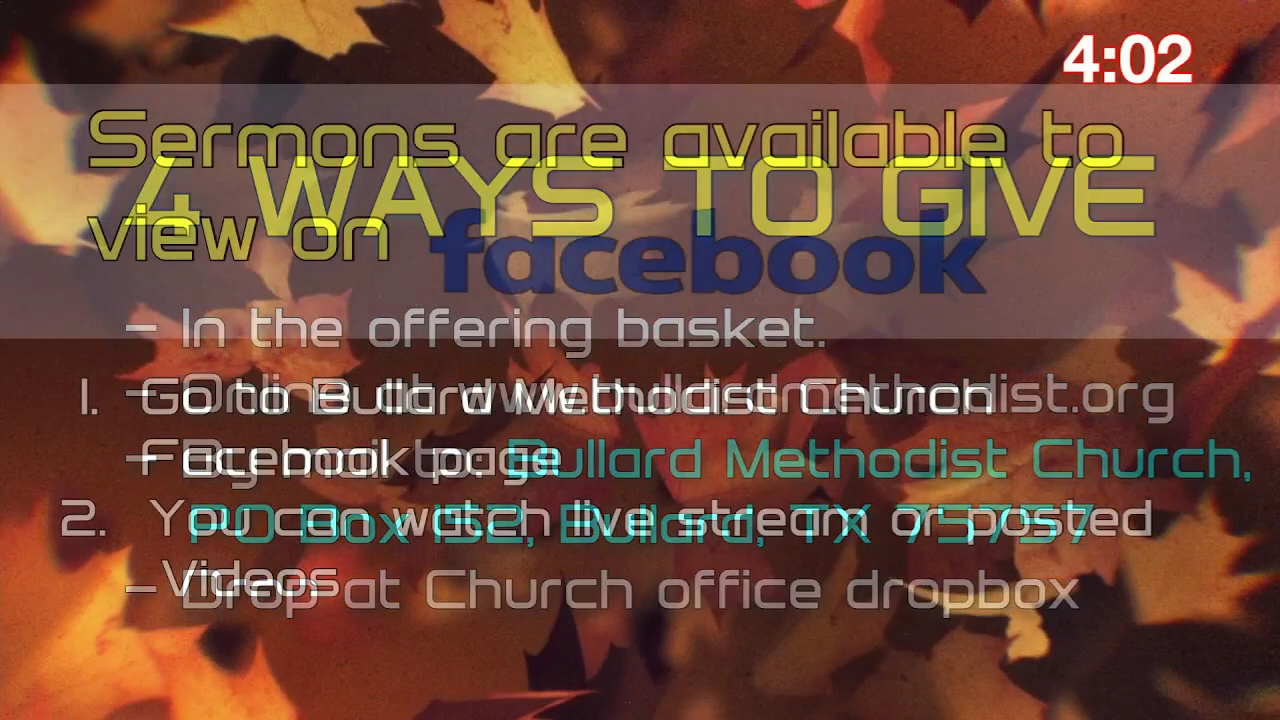 4:02
Sermons are available to
view on facebook
1. Go to Bullard Methodist Church
Facebook page
2. You can watch live stream or posted
Videos
4 WAYS TO GIVE
– In the offering basket.
– Online at www.bullardmethodist.org
– By mail to: Bullard Methodist Church,
PO Box 152, Bullard, TX 75757
– Drop at Church office dropbox